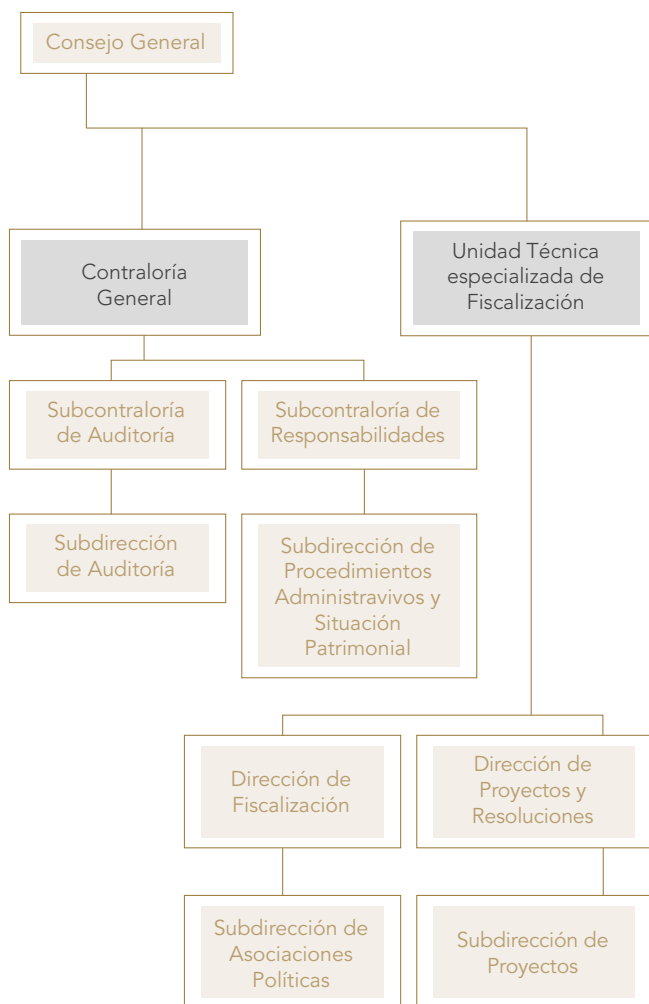 Consejo General
Contraloría
General
Unidad Técnica
especializada de
Fiscalización
Subcontraloría
de Auditoría
Subcontraloría de
Responsabilidades
Subdirección
de Auditoría
Subdirección de
Procedimientos
Administravivos y
Situación
Patrimonial
Dirección de
Fiscalización
Dirección de
Proyectos y
Resoluciones
Subdirección de
Asociaciones
Políticas
Subdirección de
Proyectos